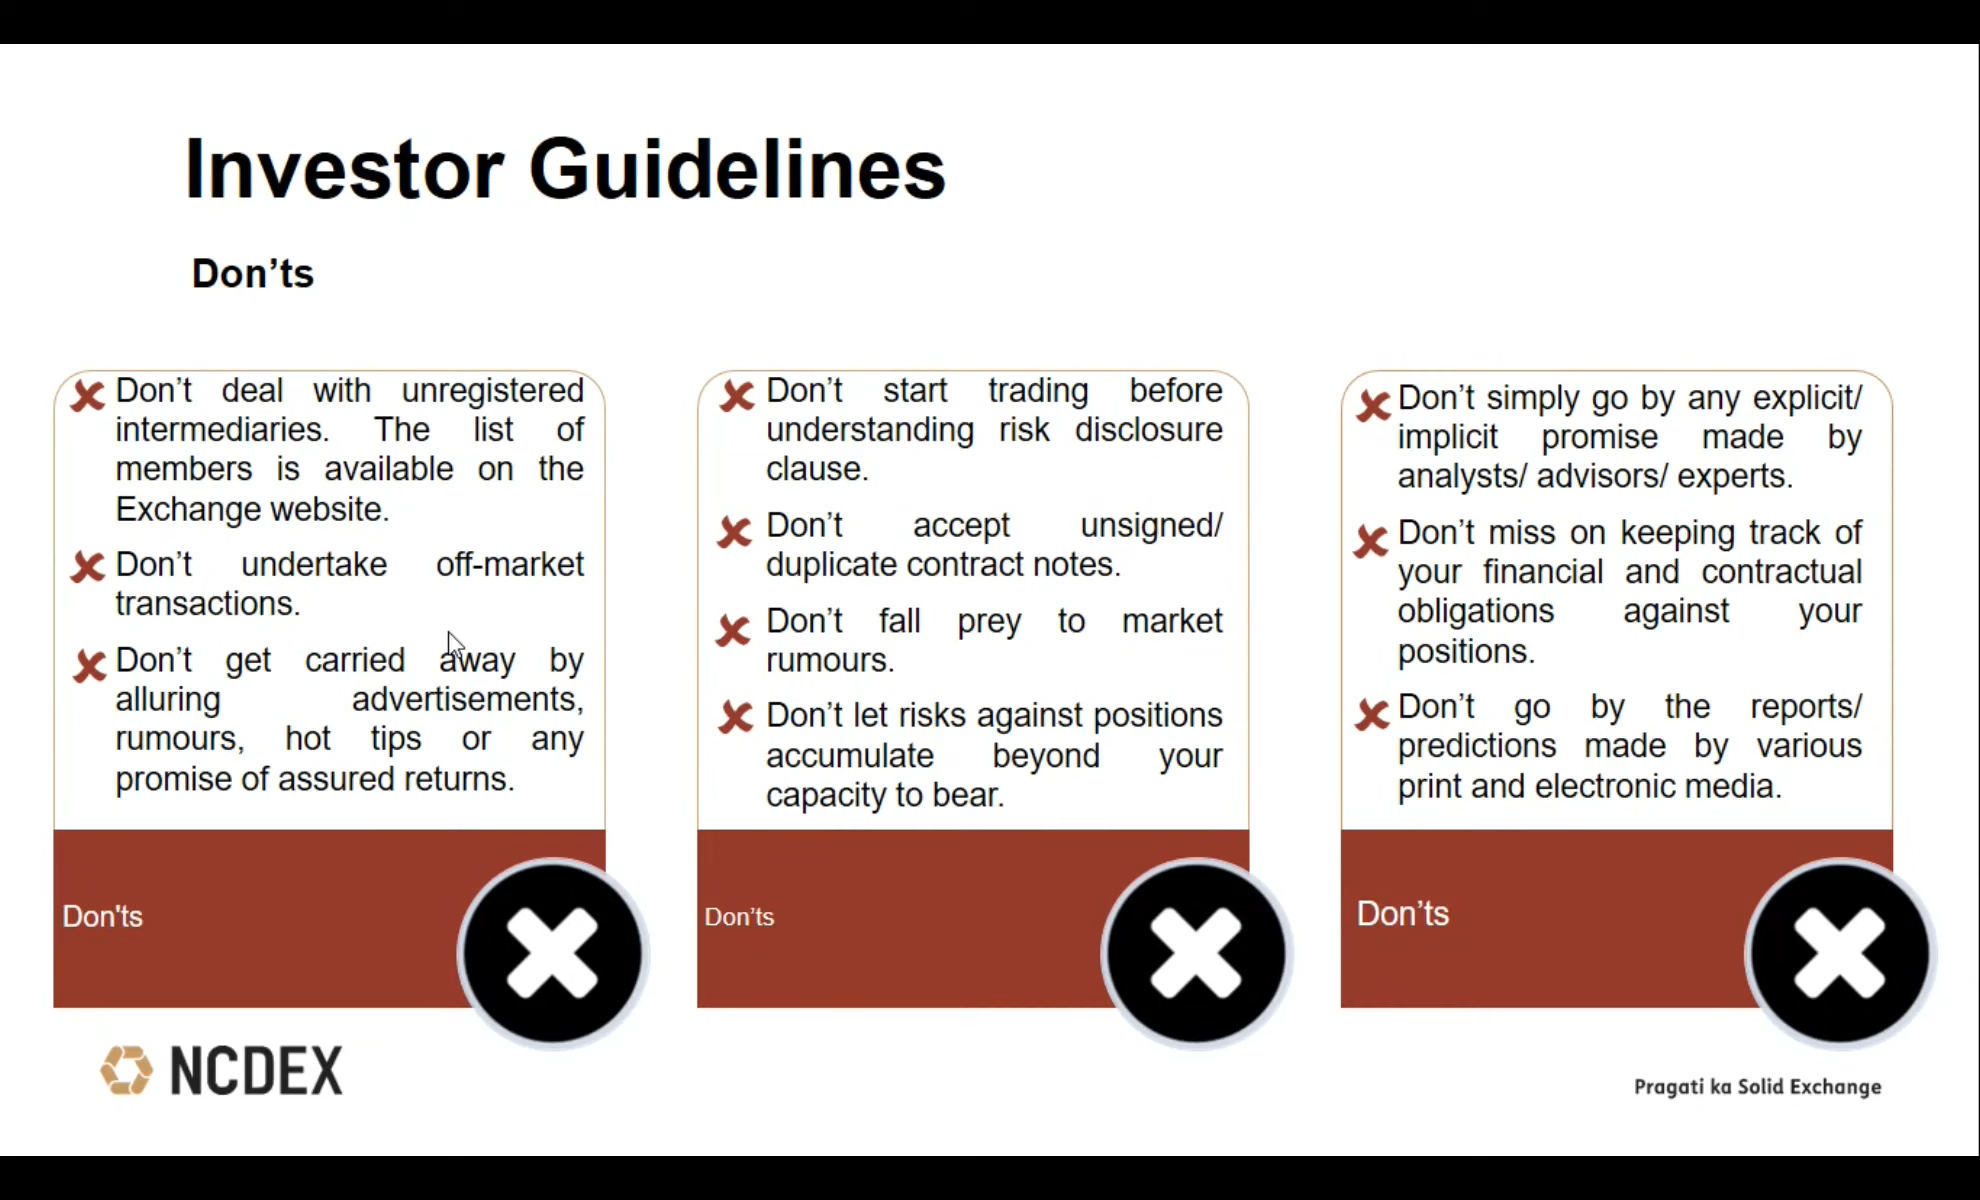 Investor Guidelines
Don’ts
Don’t deal with unregistered
intermediaries. The list of
members is available on the
Exchange website.
Don’t undertake off-market
transactions.
Don’t get carried away by
alluring advertisements,
rumours, hot tips or any
promise of assured returns.
Don'ts
Don’t start trading before
understanding risk disclosure
clause.
Don’t accept unsigned/
duplicate contract notes.
Don’t fall prey to market
rumours.
Don’t let risks against positions
accumulate beyond your
capacity to bear.
Don’ts
Don’t simply go by any explicit/
implicit promise made by
analysts/ advisors/ experts.
Don’t miss on keeping track of
your financial and contractual
obligations against your
positions.
Don’t go by the reports/
predictions made by various
print and electronic media.
Don’ts
NCDEX
Pragati ka Solid Exchange